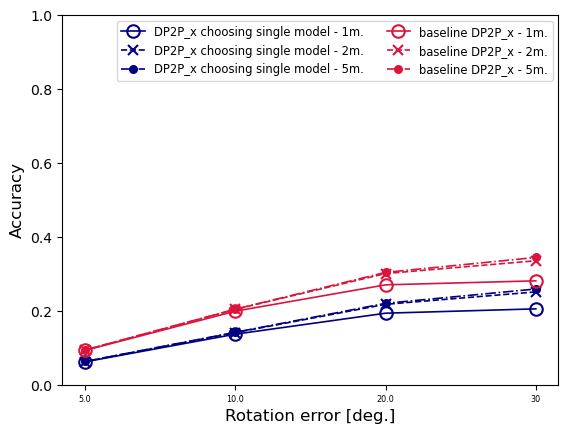 1.0
0.8
0.6
0.4
0.2
0.0
Accuracy
DP2P_x choosing single model - 1m.
DP2P_x choosing single model - 2m.
DP2P_x choosing single model - 5m.
baseline DP2P_x - 1m.
baseline DP2P_x - 2m.
baseline DP2P_x - 5m.
5.0 10.0 20.0 30
Rotation error [deg.]